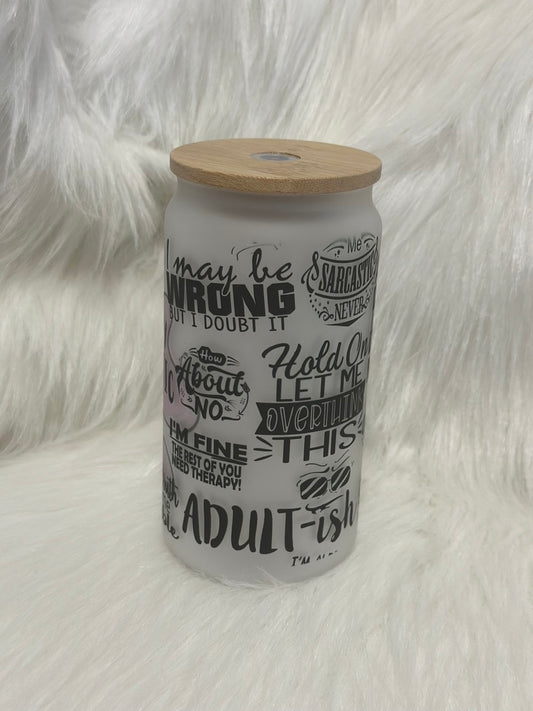 I may be
WRONG
BUT I DOUBT IT
Me
SARCASTIC
NEVER
How
About
NO
Hold On
LET ME
OVERTHINK
THIS
I'M FINE
THE REST OF YOU
NEED THERAPY!
ADULT-ish